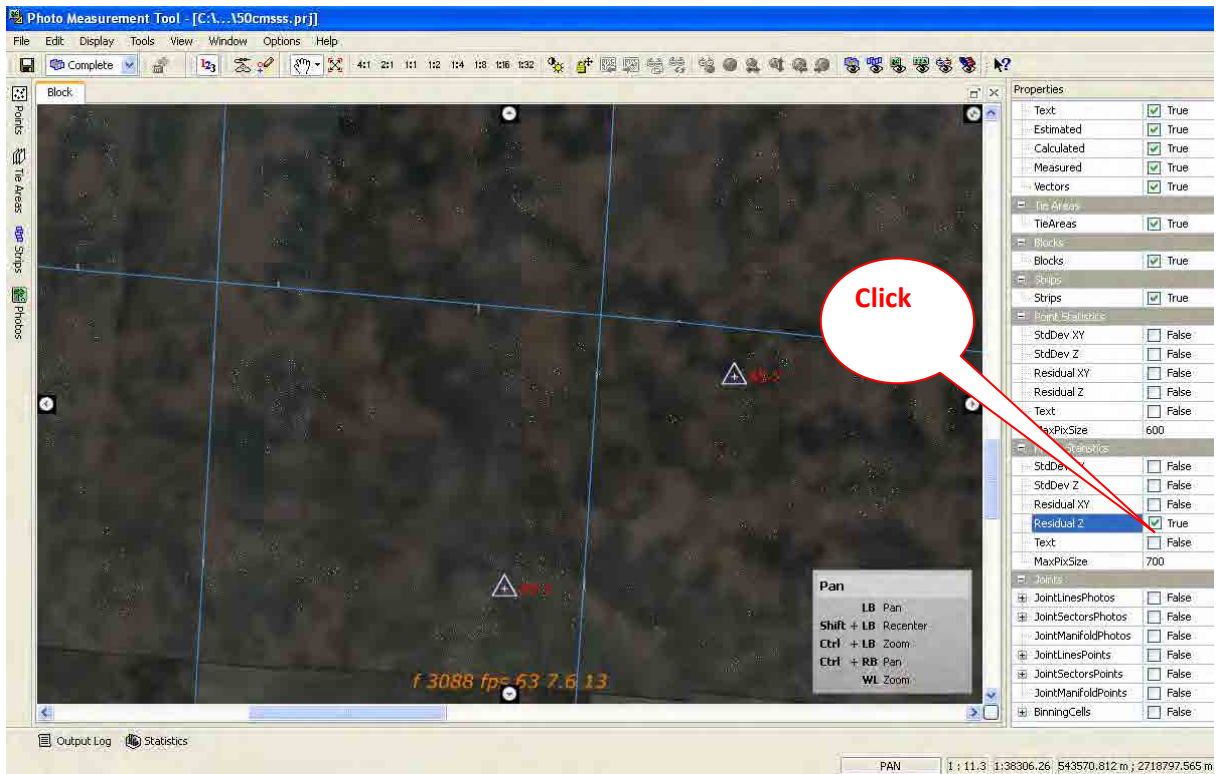 Photo Measurement Tool - [C:\...\50cmsss.prj]
File Edit Display Tools View Window Options Help
Complete 1 2 3 4:1 2:1 1:1 1:2 1:4 1:8 1:16 1:32
Block
Points
Tie Areas
Strips
Photos
Click
f 3088 fps 63 7.6 13
Pan
LB Pan
Shift + LB Recenter
Ctrl + LB Zoom
Ctrl + RB Pan
WL Zoom
Properties
Text True
Estimated True
Calculated True
Measured True
Vectors True
Tie Areas
TieAreas True
Blocks
Blocks True
Strips
Strips True
Point Statistics
StdDev XY False
StdDev Z False
Residual XY False
Residual Z False
Text False
MaxPixSize 600
Statistics
StdDev False
StdDev Z False
Residual XY False
Residual Z True
Text False
MaxPixSize 700
Joints
JointLinesPhotos False
JointSectorsPhotos False
JointManifoldPhotos False
JointLinesPoints False
JointSectorsPoints False
JointManifoldPoints False
BinningCells False
Output Log Statistics
PAN 1 : 11.3 1:38306.26 543570.812 m ; 2718797.565 m